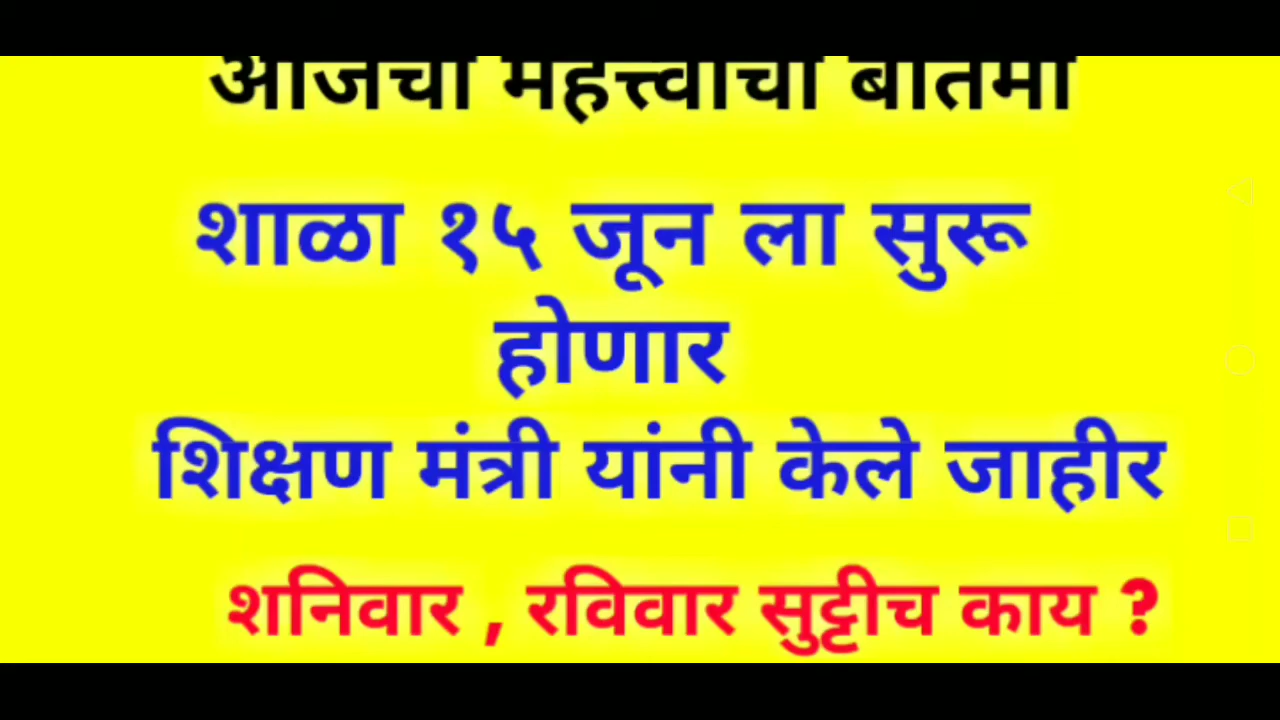 आजची महत्त्वाची बातमी
शाळा १५ जून ला सुरू
होणार
शिक्षण मंत्री यांनी केले जाहीर
शनिवार , रविवार सुट्टीच काय ?